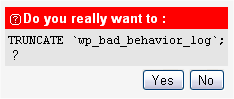 Do you really want to :
TRUNCATE `wp_bad_behavior_log`;
?
Yes No